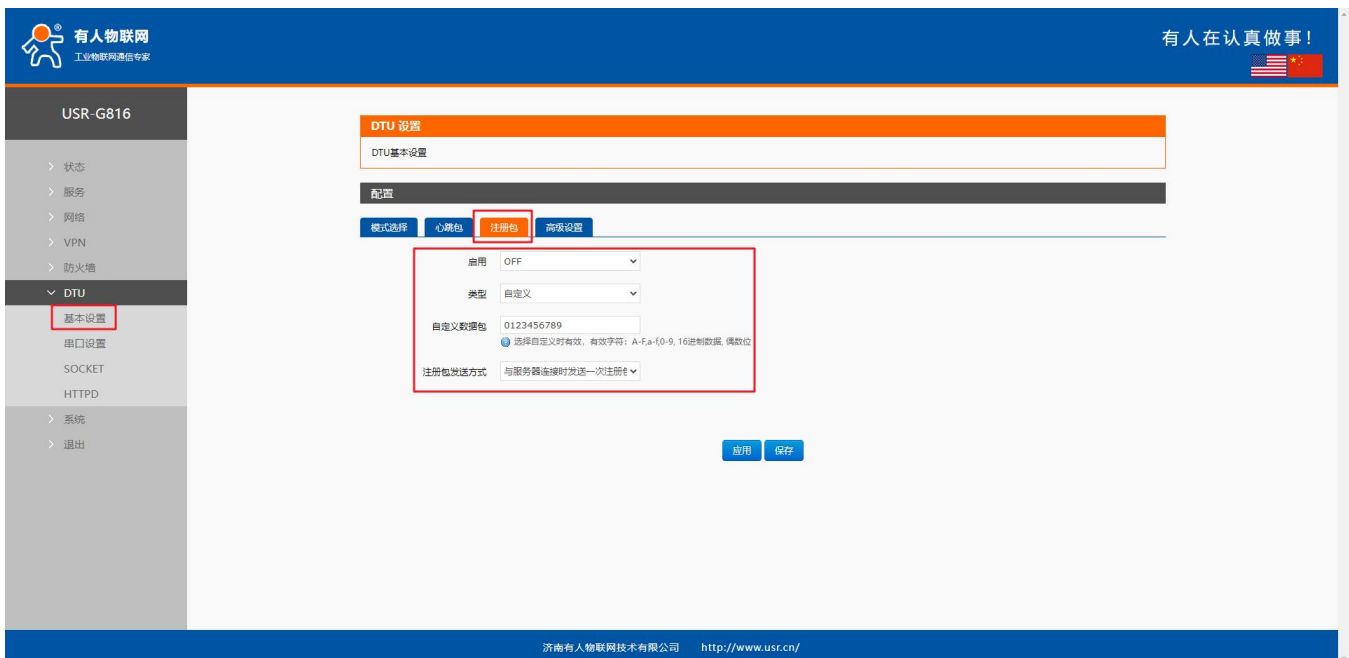 有人物联网
®
工业物联网通信专家
有人在认真做事!
USR-G816
状态
服务
网络
VPN
防火墙
DTU
基本设置
串口设置
SOCKET
HTTPD
系统
退出
DTU 设置
DTU基本设置
配置
模式选择 心跳包 注册包 高级设置
启用 OFF
类型 自定义
自定义数据包 0123456789
选择自定义时有效，有效字符：A-F,a-f,0-9, 16进制数据, 偶数位
注册包发送方式 与服务器连接时发送一次注册包
应用 保存
济南有人物联网技术有限公司 http://www.usr.cn/